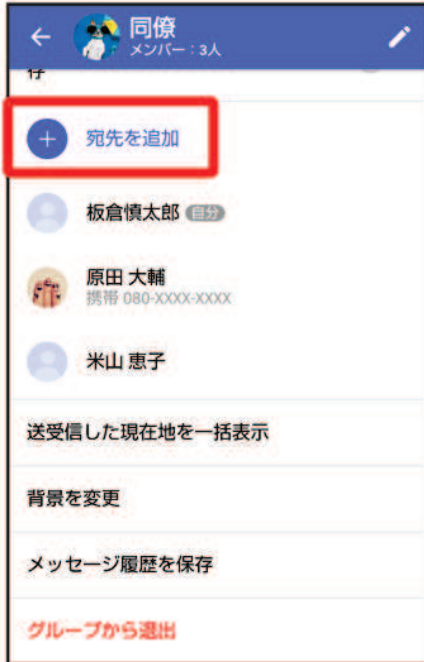 同僚
メンバー：3人
存
宛先を追加
板倉慎太郎 自分
原田 大輔
携帯 080-XXXX-XXXX
米山 恵子
送受信した現在地を一括表示
背景を変更
メッセージ履歴を保存
グループから退出